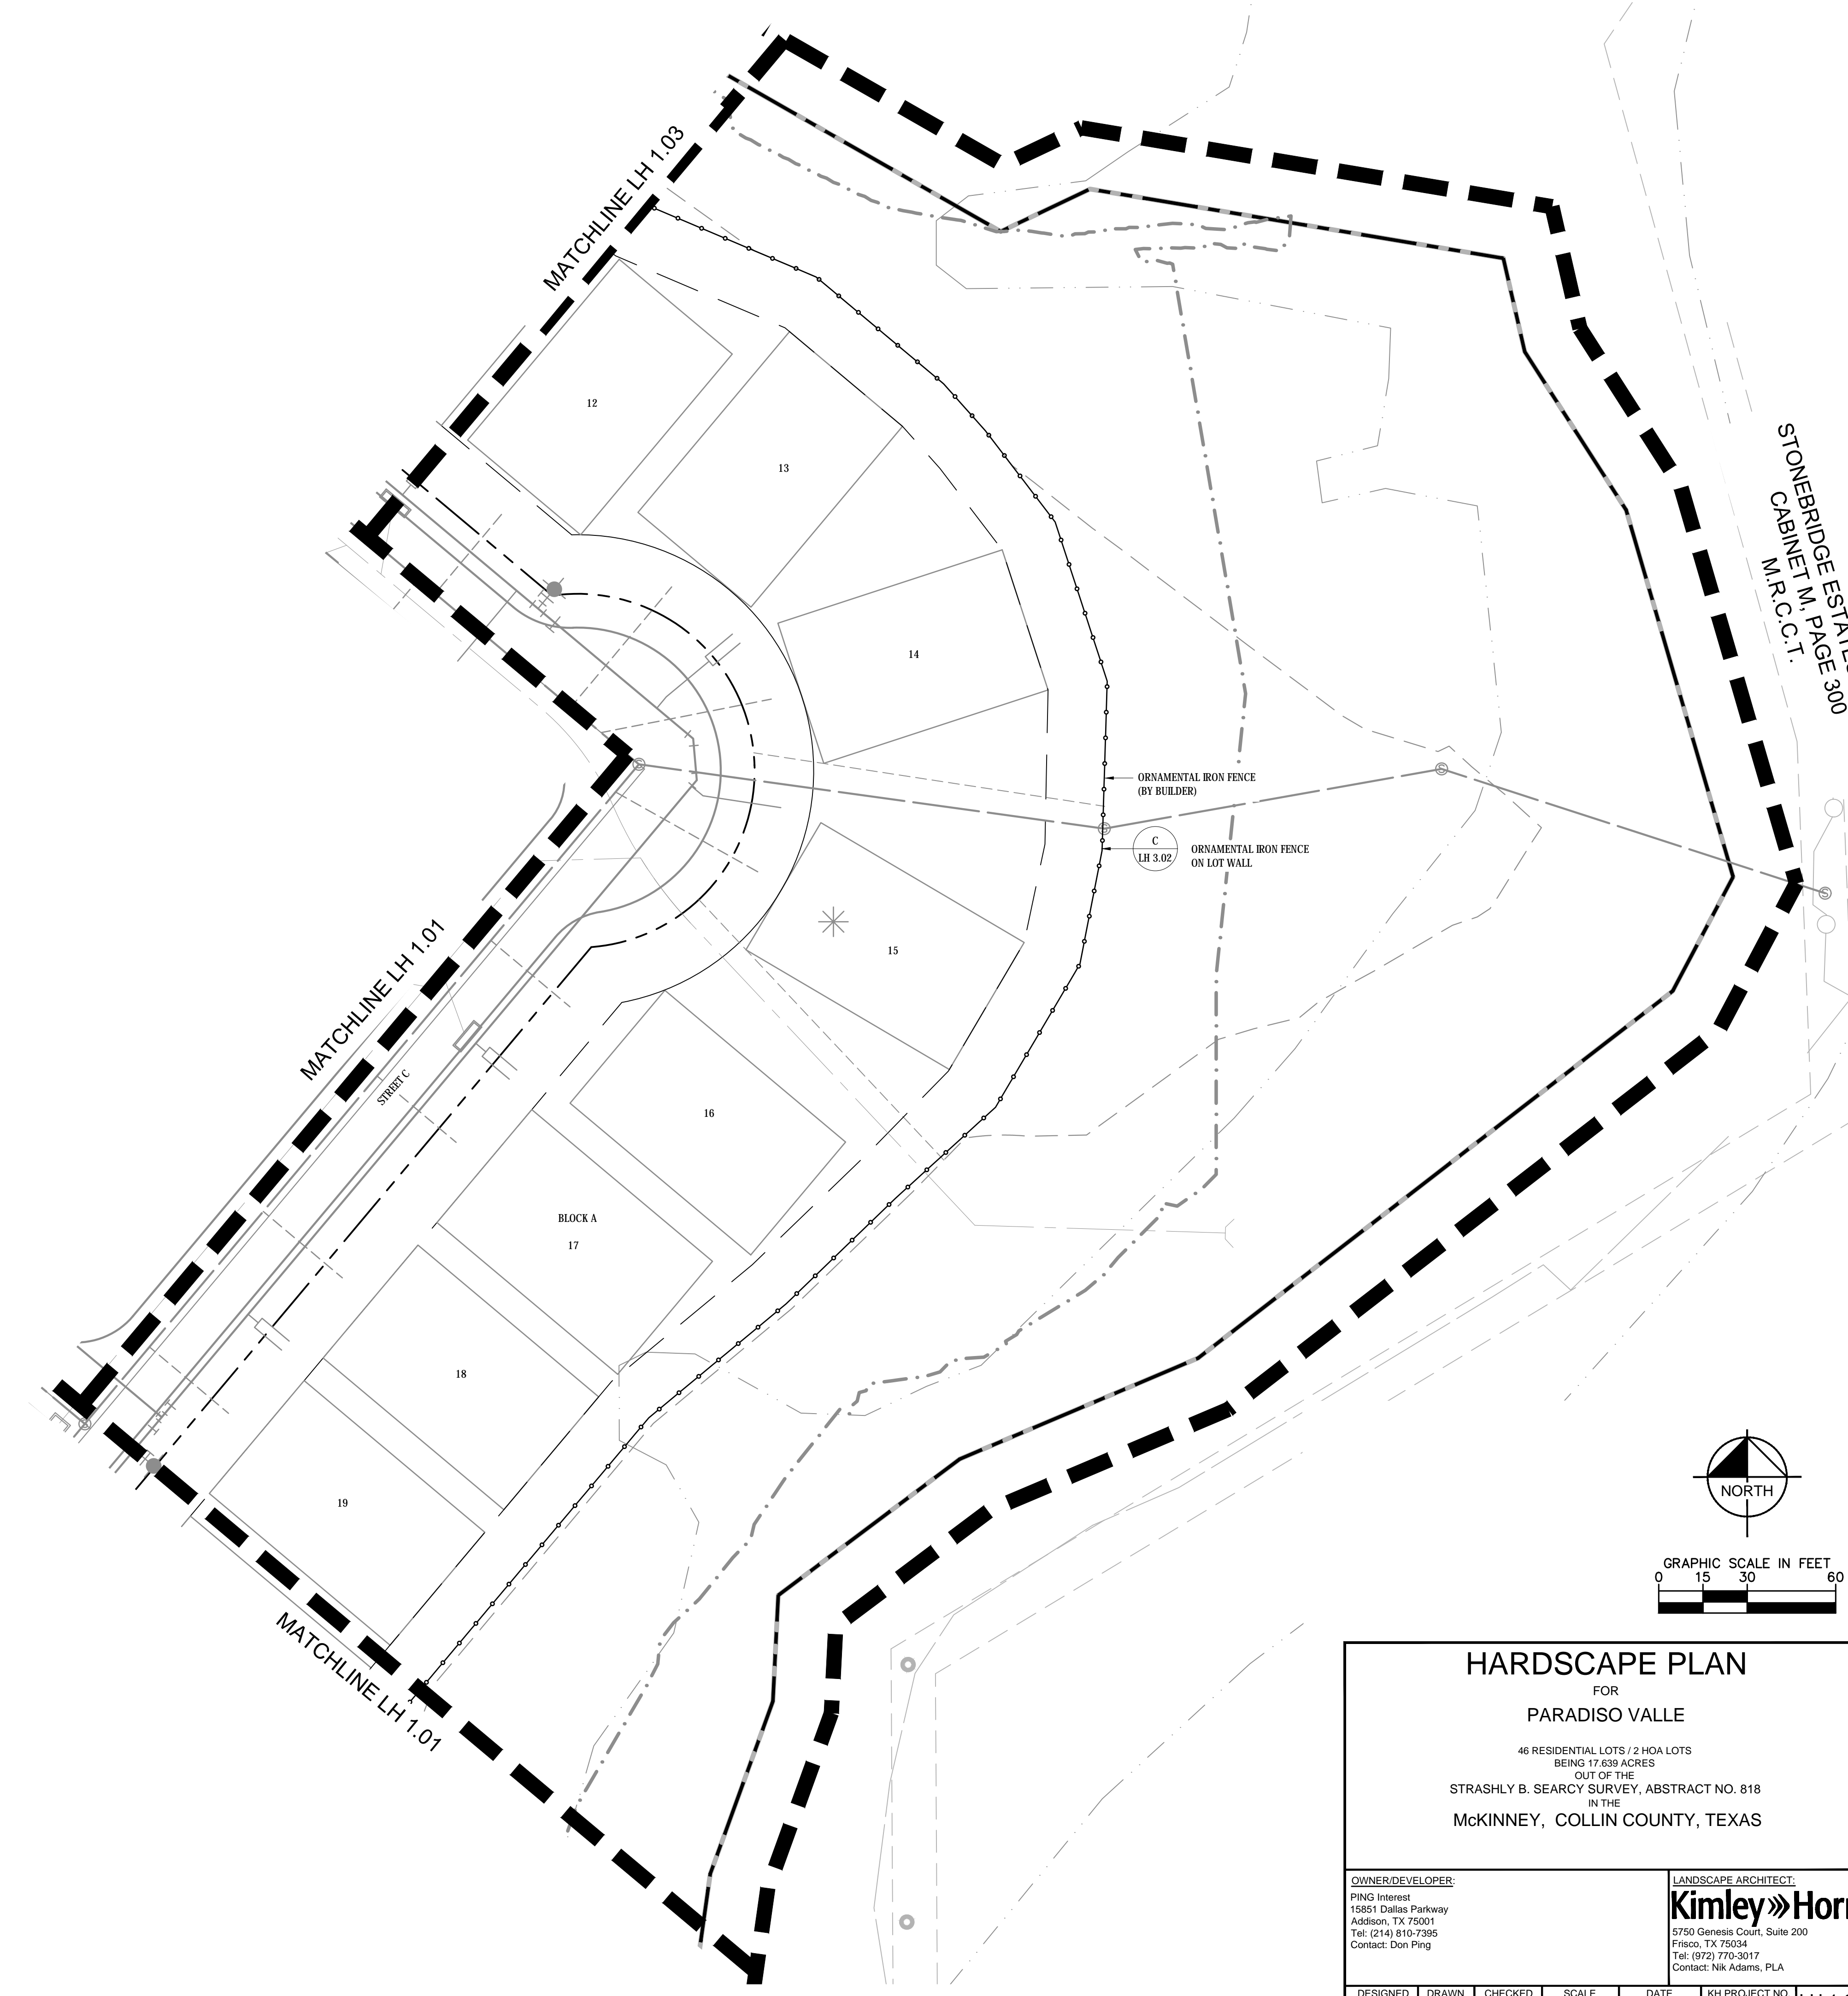 MATCHLINE LH 1.03
12
13
14
STONEBRIDGE
CABINET M, PAGE 300
M.R.C.C.T.
ORNAMENTAL IRON FENCE
(BY BUILDER)
C
LH 3.02
ORNAMENTAL IRON FENCE
ON LOT WALL
15
MATCHLINE LH 1.01
STREET C
16
BLOCK A
17
18
19
MATCHLINE LH 1.01
NORTH
GRAPHIC SCALE IN FEET
0 15 30 60
HARDSCAPE PLAN
FOR
PARADISO VALLE
46 RESIDENTIAL LOTS / 2 HOA LOTS
BEING 17.639 ACRES
OUT OF THE
STRASHLY B. SEARCY SURVEY, ABSTRACT NO. 818
IN THE
McKINNEY, COLLIN COUNTY, TEXAS
OWNER/DEVELOPER:
PING Interest
15851 Dallas Parkway
Addison, TX 75001
Tel: (214) 810-7395
Contact: Don Ping
LANDSCAPE ARCHITECT:
Kimley»Horn
5750 Genesis Court, Suite 200
Frisco, TX 75034
Tel: (972) 770-3017
Contact: Nik Adams, PLA
DESIGNED DRAWN CHECKED SCALE DATE KH PROJECT NO.